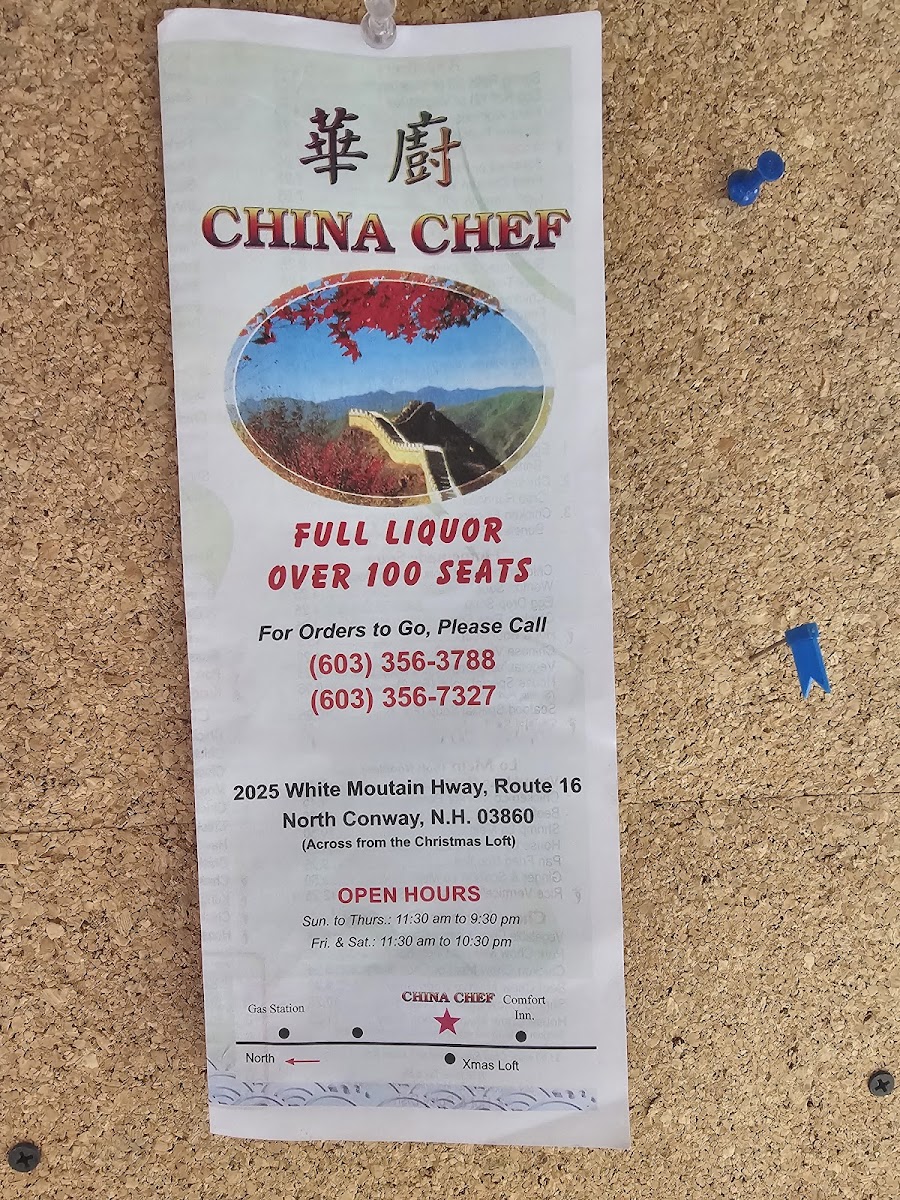 華廚
CHINA CHEF
FULL LIQUOR
OVER 100 SEATS
For Orders to Go, Please Call
(603) 356-3788
(603) 356-7327
2025 White Moutain Hway, Route 16
North Conway, N.H. 03860
(Across from the Christmas Loft)
OPEN HOURS
Sun. to Thurs.: 11:30 am to 9:30 pm
Fri. & Sat.: 11:30 am to 10:30 pm
Gas Station
CHINA CHEF
Comfort
Inn.
North
Xmas Loft